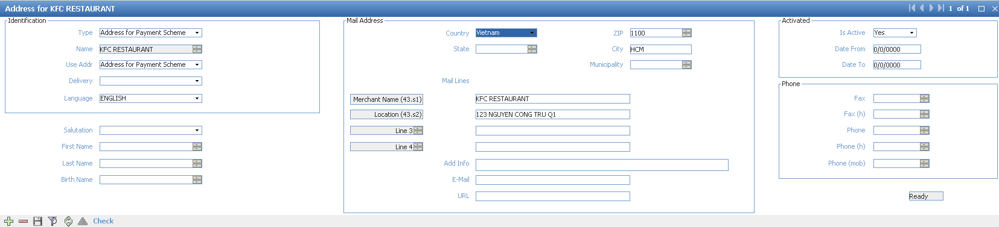 Address for KFC RESTAURANT
1 of 1
Identification
Type Address for Payment Scheme
Name KFC RESTAURANT
Use Addr Address for Payment Scheme
Delivery
Language ENGLISH
Salutation
First Name
Last Name
Birth Name
Mail Address
Country Vietnam ZIP 1100
State City HCM
Municipality
Mail Lines
Merchant Name (43.s1) KFC RESTAURANT
Location (43.s2) 123 NGUYEN CONG TRU Q1
Line 3
Line 4
Add Info
E-Mail
URL
Activated
Is Active Yes
Date From 0/0/0000
Date To 0/0/0000
Phone
Fax
Fax (h)
Phone
Phone (h)
Phone (mob)
Ready
Check